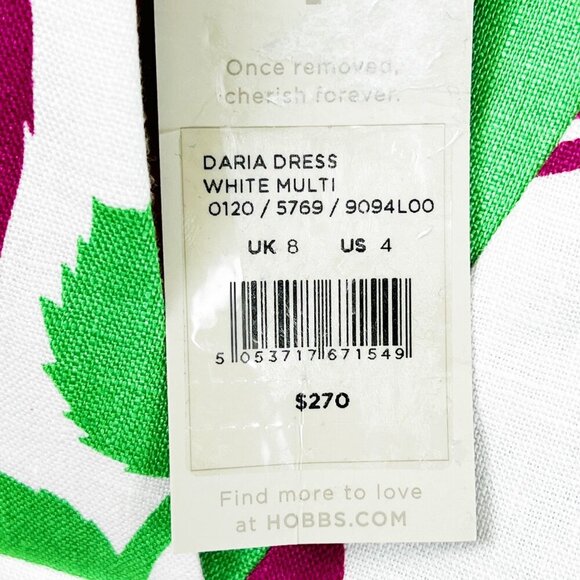 Once removed,
cherish forever.
DARIA DRESS
WHITE MULTI
0120 / 5769 / 9094L00
UK 8 US 4
5 053717 671549
$270
Find more to love
at HOBBS.COM